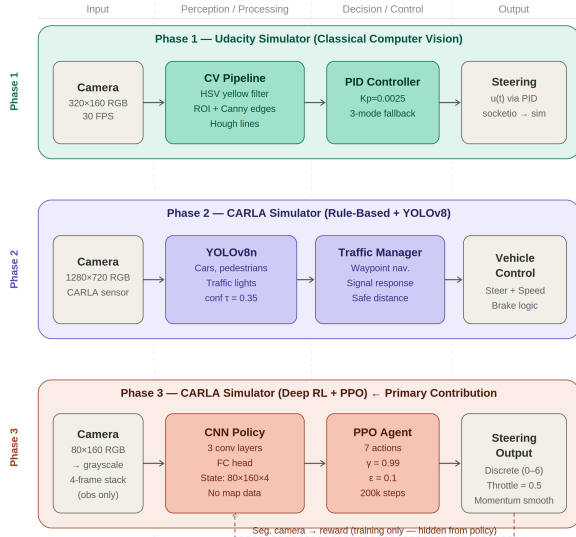 Input
Perception / Processing
Decision / Control
Output
Phase 1
Phase 1 — Udacity Simulator (Classical Computer Vision)
Camera
320×160 RGB
30 FPS
CV Pipeline
HSV yellow filter
ROI + Canny edges
Hough lines
PID Controller
Kp=0.0025
3-mode fallback
Steering
u(t) via PID
socketio → sim
Phase 2
Phase 2 — CARLA Simulator (Rule-Based + YOLOv8)
Camera
1280×720 RGB
CARLA sensor
YOLOv8n
Cars, pedestrians
Traffic lights
conf τ = 0.35
Traffic Manager
Waypoint nav.
Signal response
Safe distance
Vehicle
Control
Steer + Speed
Brake logic
Phase 3
Phase 3 — CARLA Simulator (Deep RL + PPO) ← Primary Contribution
Camera
80×160 RGB
→ grayscale
4-frame stack
(obs only)
CNN Policy
3 conv layers
FC head
State: 80×160×4
No map data
PPO Agent
7 actions
γ = 0.99
ε = 0.1
200k steps
Steering
Output
Discrete (0–6)
Throttle = 0.5
Momentum smooth
Seg. camera → reward (training only — hidden from policy)